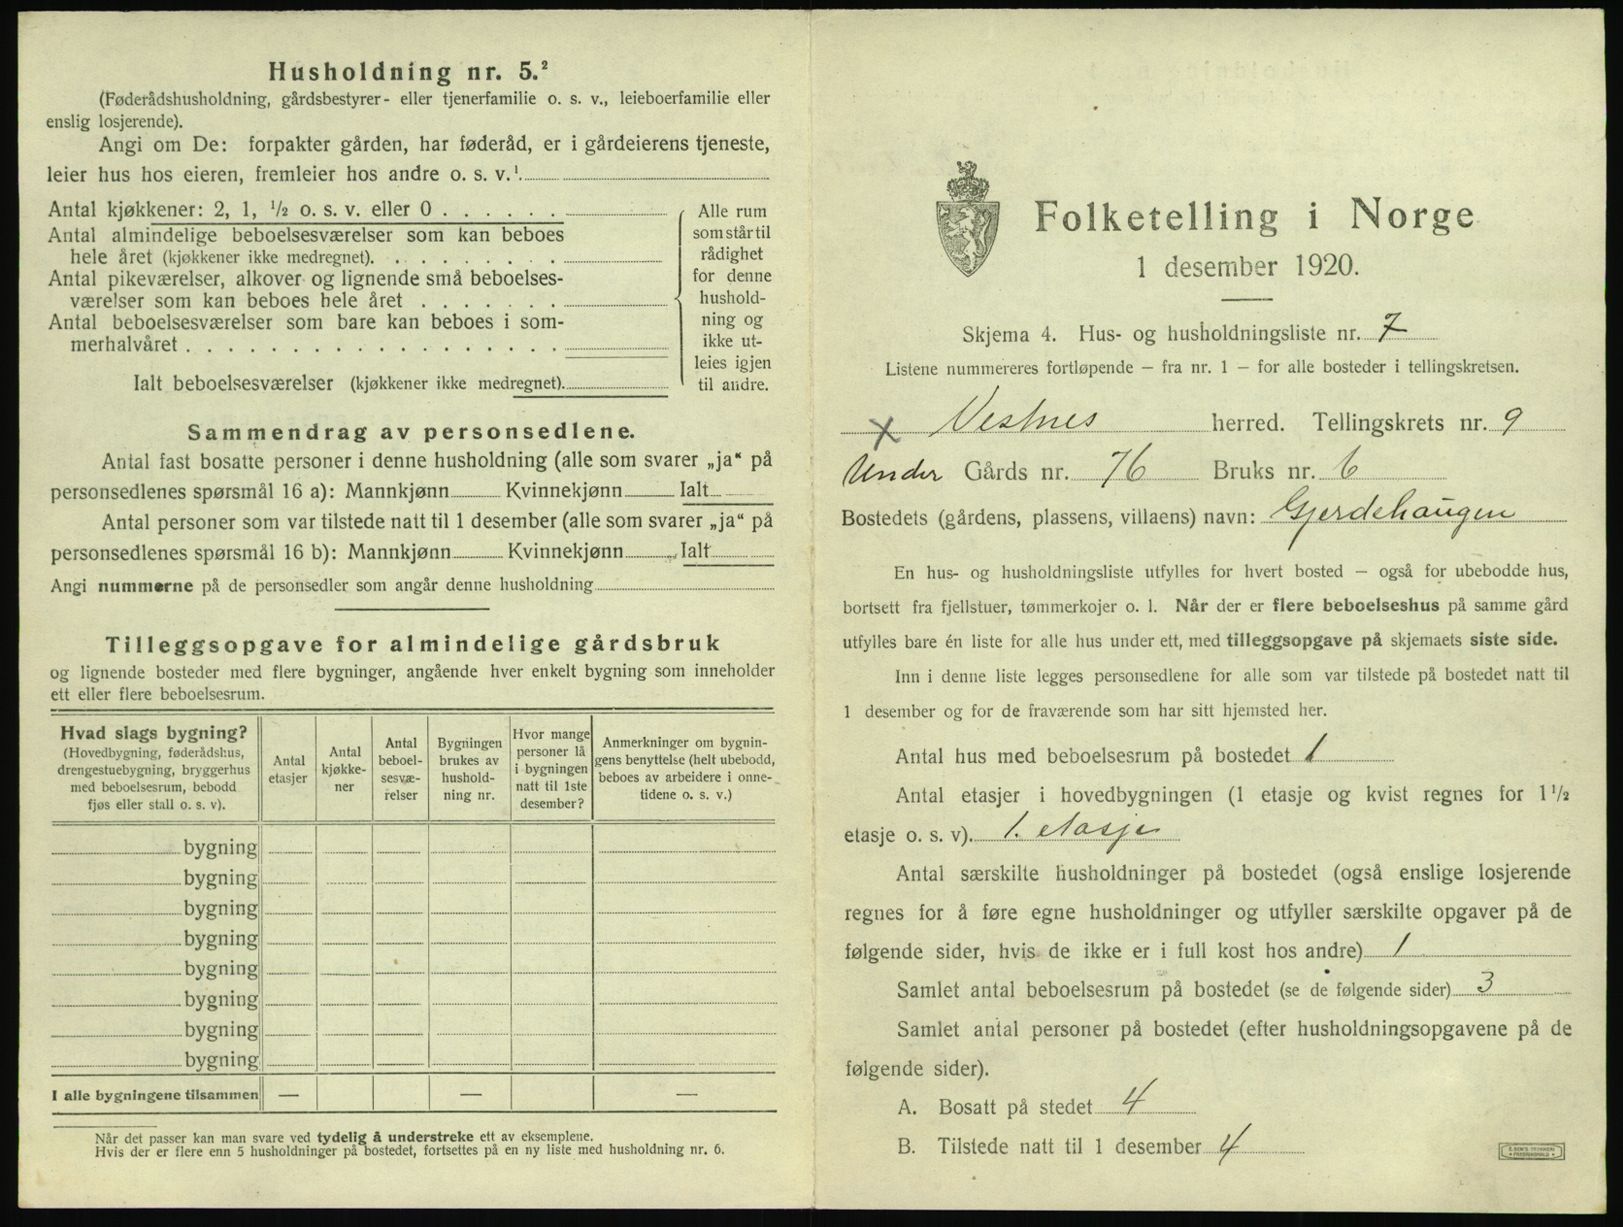 Husholdning nr. 5.²
(Føderådshusholdning, gårdsbestyrer- eller tjenerfamilie o. s. v., leieboerfamilie eller
enslig losjerende).
Angi om De: forpakter gården, har føderåd, er i gårdeierens tjeneste,
leier hus hos eieren, fremleier hos andre o. s. v.¹
Antal kjøkkener: 2, 1, ½ o. s. v. eller 0
Antal almindelige beboelsesværelser som kan beboes
hele året (kjøkkener ikke medregnet).
Antal pikeværelser, alkover og lignende små beboelses-
værelser som kan beboes hele året
Antal beboelsesværelser som bare kan beboes i som-
merhalvåret
Ialt beboelsesværelser (kjøkkener ikke medregnet).
Alle rum
som står til
rådighet
for denne
hushold-
ning og
ikke ut-
leies igjen
til andre.
Sammendrag av personsedlene.
Antal fast bosatte personer i denne husholdning (alle som svarer „ja“ på
personsedlenes spørsmål 16 a): Mannkjønn Kvinnekjønn Ialt
Antal personer som var tilstede natt til 1 desember (alle som svarer „ja“ på
personsedlenes spørsmål 16 b): Mannkjønn Kvinnekjønn Ialt
Angi nummerne på de personsedler som angår denne husholdning
Tilleggsopgave for almindelige gårdsbruk
og lignende bosteder med flere bygninger, angående hver enkelt bygning som inneholder
ett eller flere beboelsesrum.
Hvad slags bygning?
(Hovedbygning, føderådshus,
drengestuebygning, bryggerhus
med beboelsesrum, bebodd
fjøs eller stall o. s. v).
Antal
etasjer
Antal
kjøkke-
ner
Antal
beboel-
sesvæ-
relser
Bygningen
brukes av
hushold-
ning nr.
Hvor mange
personer lå
i bygningen
natt til 1ste
desember?
Anmerkninger om bygnin-
gens benyttelse (helt ubebodd,
beboes av arbeidere i onne-
tidene o. s. v.)
bygning
bygning
bygning
bygning
bygning
bygning
bygning
bygning
I alle bygningene tilsammen — — —
Når det passer kan man svare ved tydelig å understreke ett av eksemplene.
Hvis der er flere enn 5 husholdninger på bostedet, fortsettes på en ny liste med husholdning nr. 6.
Folketelling i Norge
1 desember 1920.
Skjema 4. Hus- og husholdningsliste nr. 7
Listene nummereres fortløpende – fra nr. 1 – for alle bosteder i tellingskretsen.
x Vestnes herred. Tellingskrets nr. 9
Under Gårds nr. 76 Bruks nr. 6
Bostedets (gårdens, plassens, villaens) navn: Gjerdehaugen
En hus- og husholdningsliste utfylles for hvert bosted – også for ubebodde hus,
bortsett fra fjellstuer, tømmerkojer o. l. Når der er flere beboelseshus på samme gård
utfylles bare én liste for alle hus under ett, med tilleggsopgave på skjemaets siste side.
Inn i denne liste legges personsedlene for alle som var tilstede på bostedet natt til
1 desember og for de fraværende som har sitt hjemsted her.
Antal hus med beboelsesrum på bostedet 1
Antal etasjer i hovedbygningen (1 etasje og kvist regnes for 1½
etasje o. s. v). 1. etasje
Antal særskilte husholdninger på bostedet (også enslige losjerende
regnes for å føre egne husholdninger og utfyller særskilte opgaver på de
følgende sider, hvis de ikke er i full kost hos andre) 1
Samlet antal beboelsesrum på bostedet (se de følgende sider) 3
Samlet antal personer på bostedet (efter husholdningsopgavene på de
følgende sider).
A. Bosatt på stedet 4
B. Tilstede natt til 1 desember 4